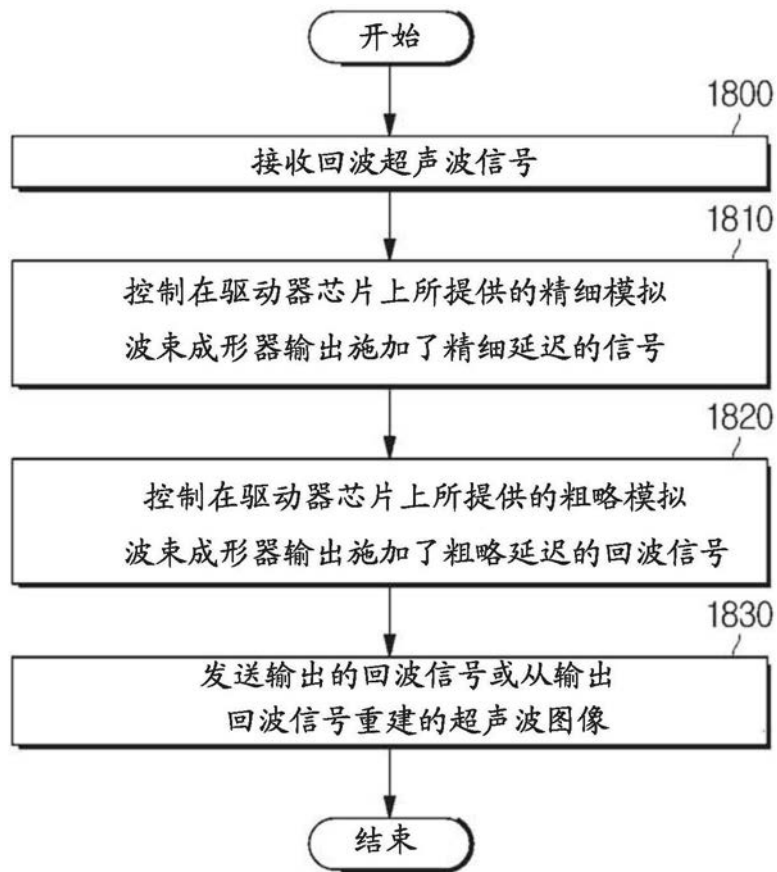 开始
1800
接收回波超声波信号
1810
控制在驱动器芯片上所提供的精细模拟
波束成形器输出施加了精细延迟的信号
1820
控制在驱动器芯片上所提供的粗略模拟
波束成形器输出施加了粗略延迟的回波信号
1830
发送输出的回波信号或从输出
回波信号重建的超声波图像
结束